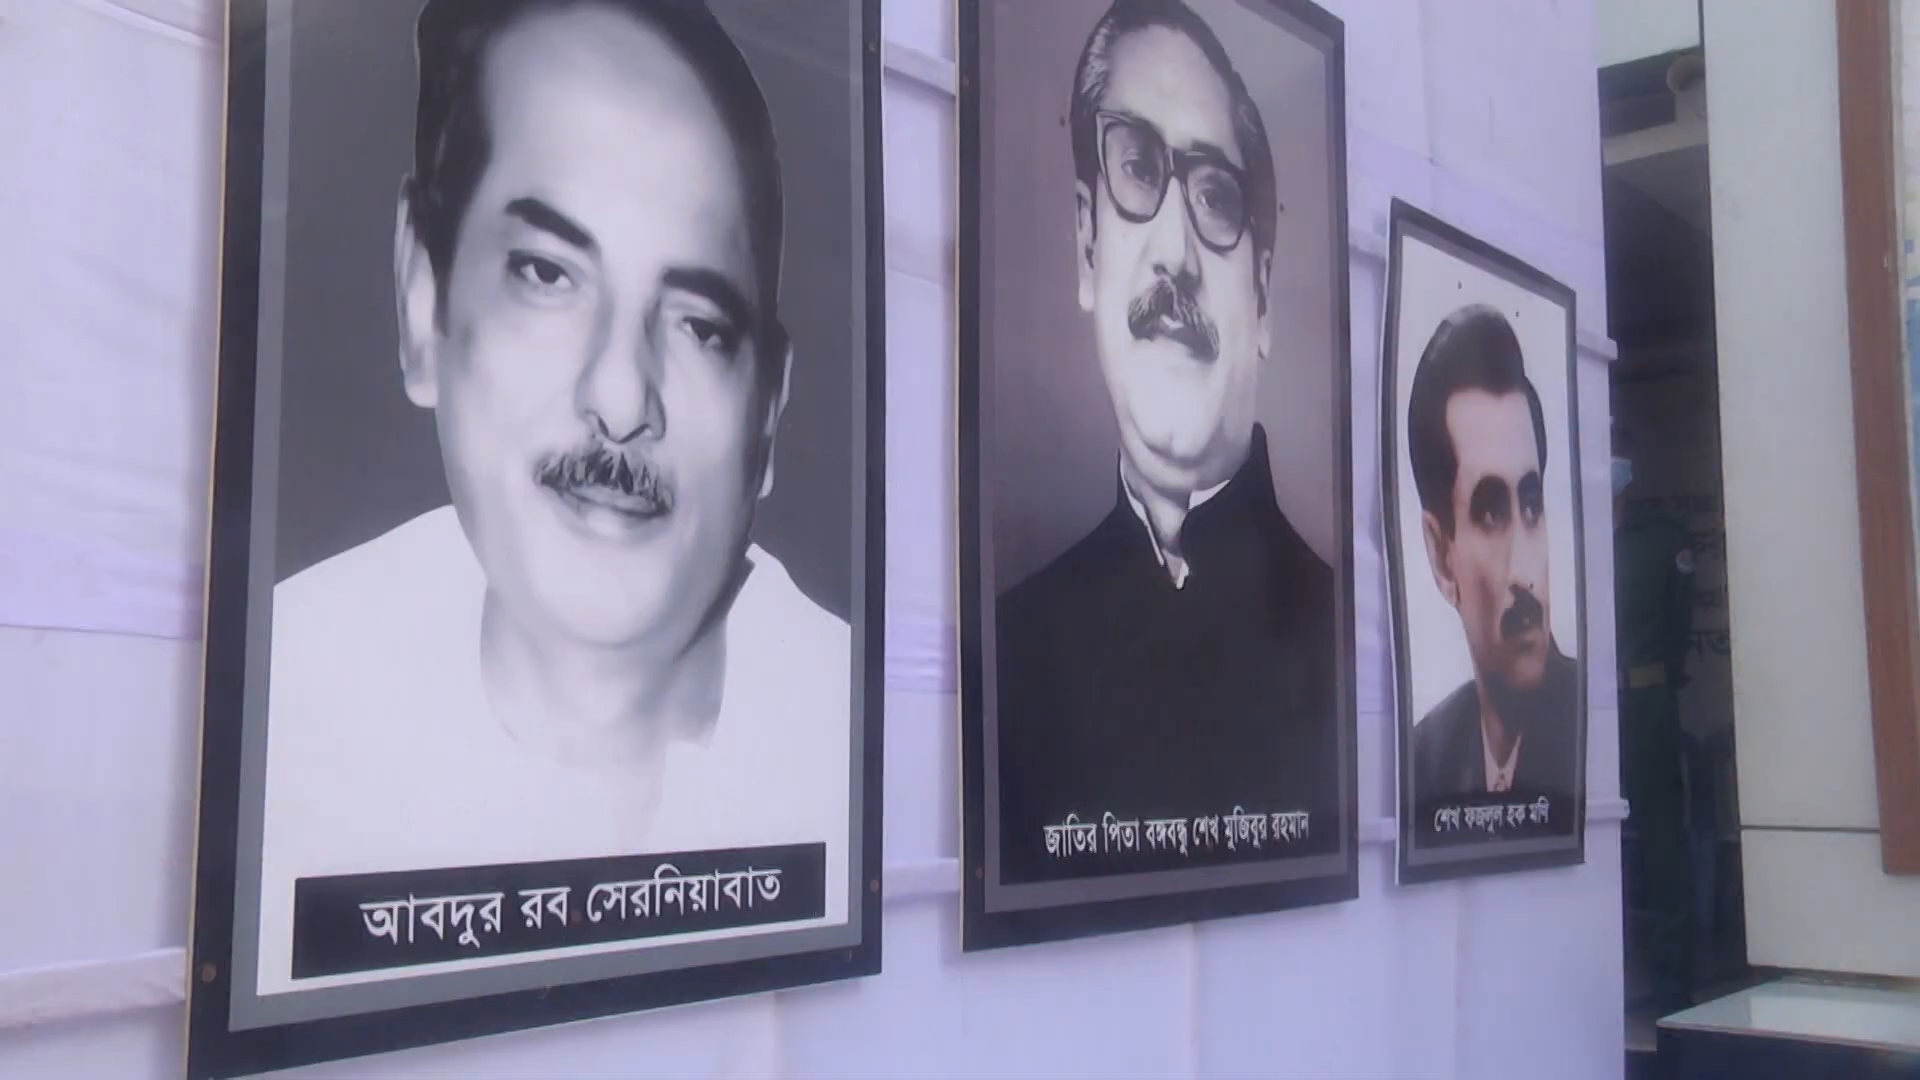 আবদুর রব সেরনিয়াবাত
জাতির পিতা বঙ্গবন্ধু শেখ মুজিবুর রহমান
শেখ ফজলুল হক মণি